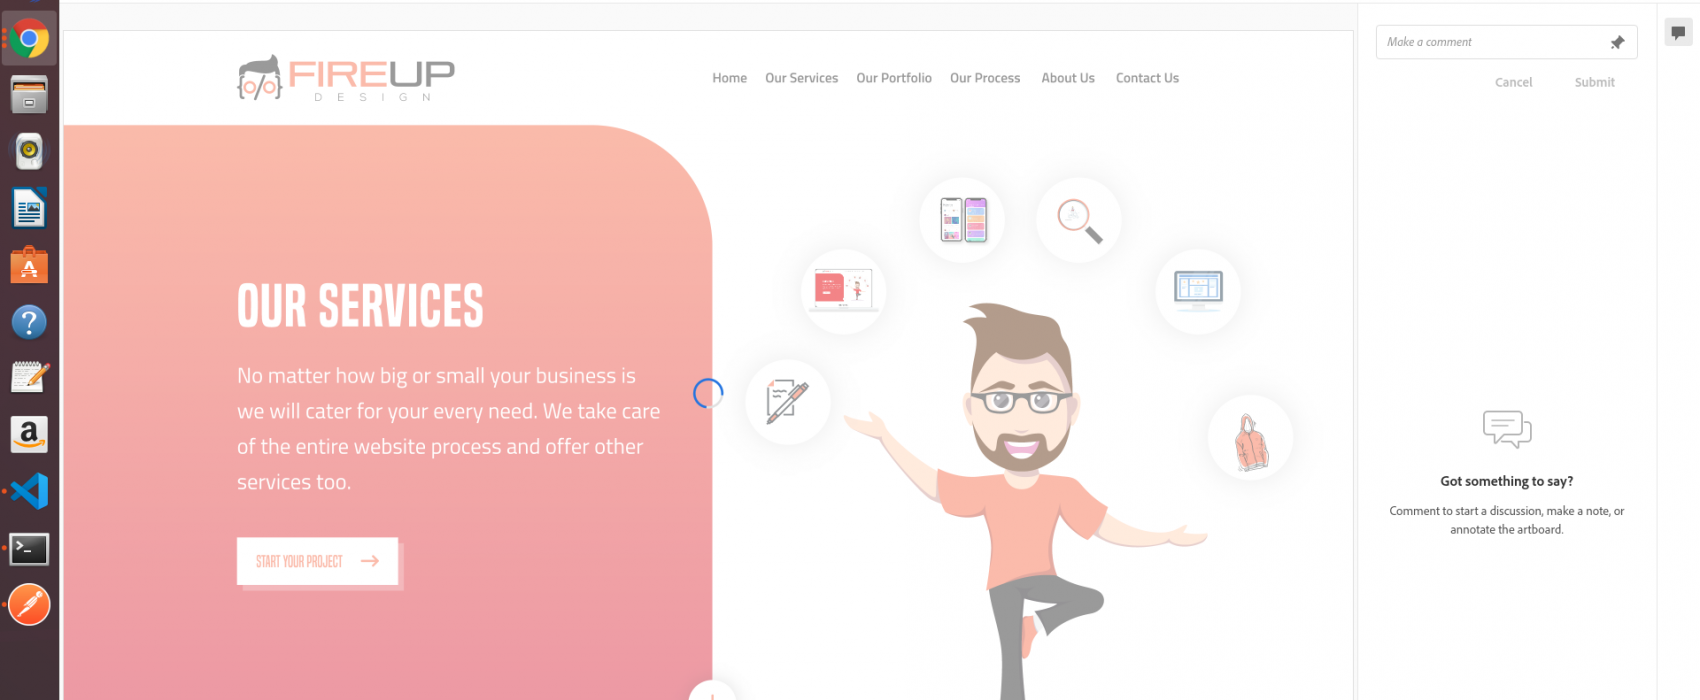 FIREUP
DESIGN
Home Our Services Our Portfolio Our Process About Us Contact Us
Make a comment
Cancel Submit
OUR SERVICES
No matter how big or small your business is
we will cater for your every need. We take care
of the entire website process and offer other
services too.
START YOUR PROJECT
Got something to say?
Comment to start a discussion, make a note, or
annotate the artboard.